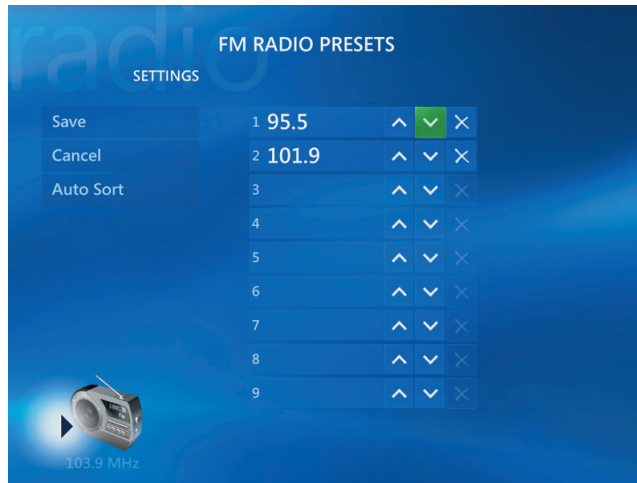 radio
FM RADIO PRESETS
SETTINGS
Save
Cancel
Auto Sort
1 95.5
2 101.9
3
4
5
6
7
8
9
fm
103.9 MHz